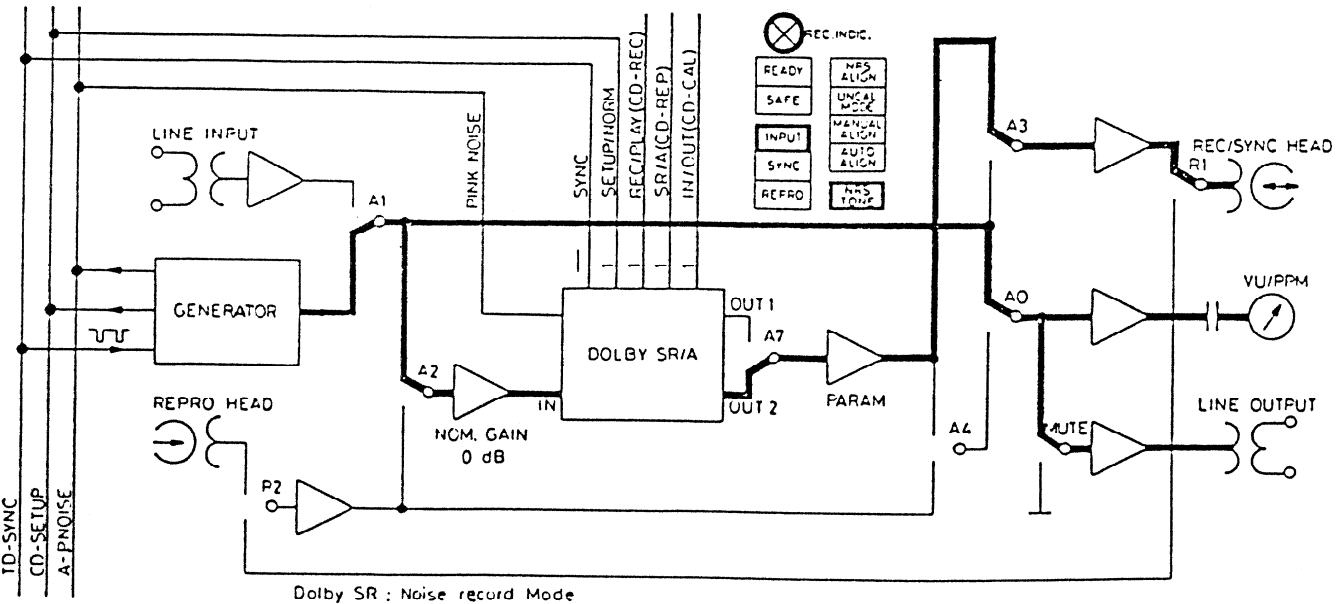 REC.INDIC.
READY
SAFE
INPUT
SYNC
REPRO
NRS
ALIGN
UNCAL
MODE
MANUAL
ALIGN
AUTO
ALIGN
NRS
TONE
LINE INPUT
A1
PINK NOISE
SYNC
SETUP/NORM
REC/PLAY(CD-REC)
SR/A(CD-REP)
IN/OUT(CD-CAL)
1
1
1
1
A3
REC/SYNC HEAD
R1
GENERATOR
A0
VU/PPM
OUT 1
A7
DOLBY SR/A
A2
IN
OUT 2
PARAM
NOM. GAIN
0 dB
REPRO HEAD
A4
MUTE
LINE OUTPUT
P2
TD-SYNC
CD-SETUP
A-PNOISE
Dolby SR : Noise record Mode